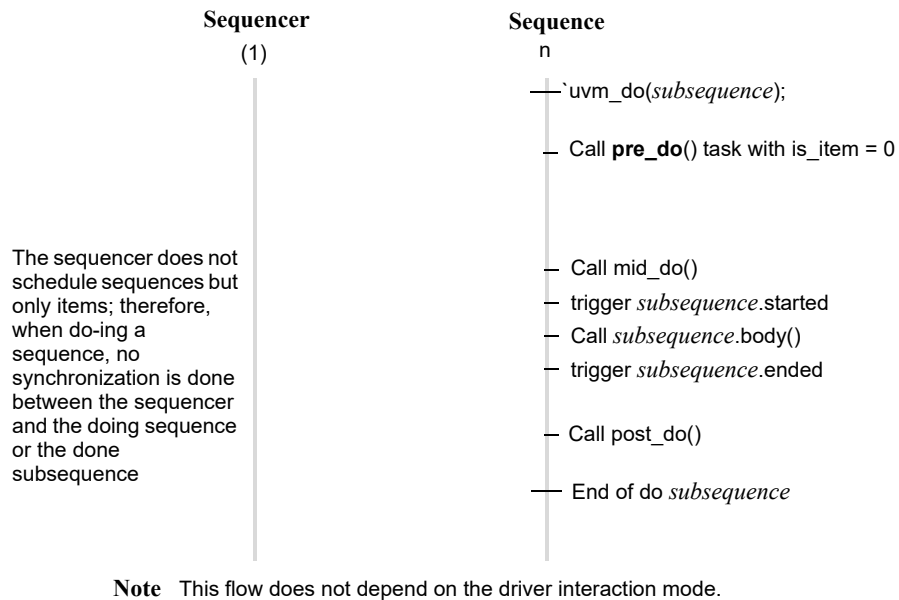 Sequencer
(1)
Sequence
n
`uvm_do(subsequence);
Call pre_do() task with is_item = 0
The sequencer does not
schedule sequences but
only items; therefore,
when do-ing a
sequence, no
synchronization is done
between the sequencer
and the doing sequence
or the done
subsequence
Call mid_do()
trigger subsequence.started
Call subsequence.body()
trigger subsequence.ended
Call post_do()
End of do subsequence
Note This flow does not depend on the driver interaction mode.